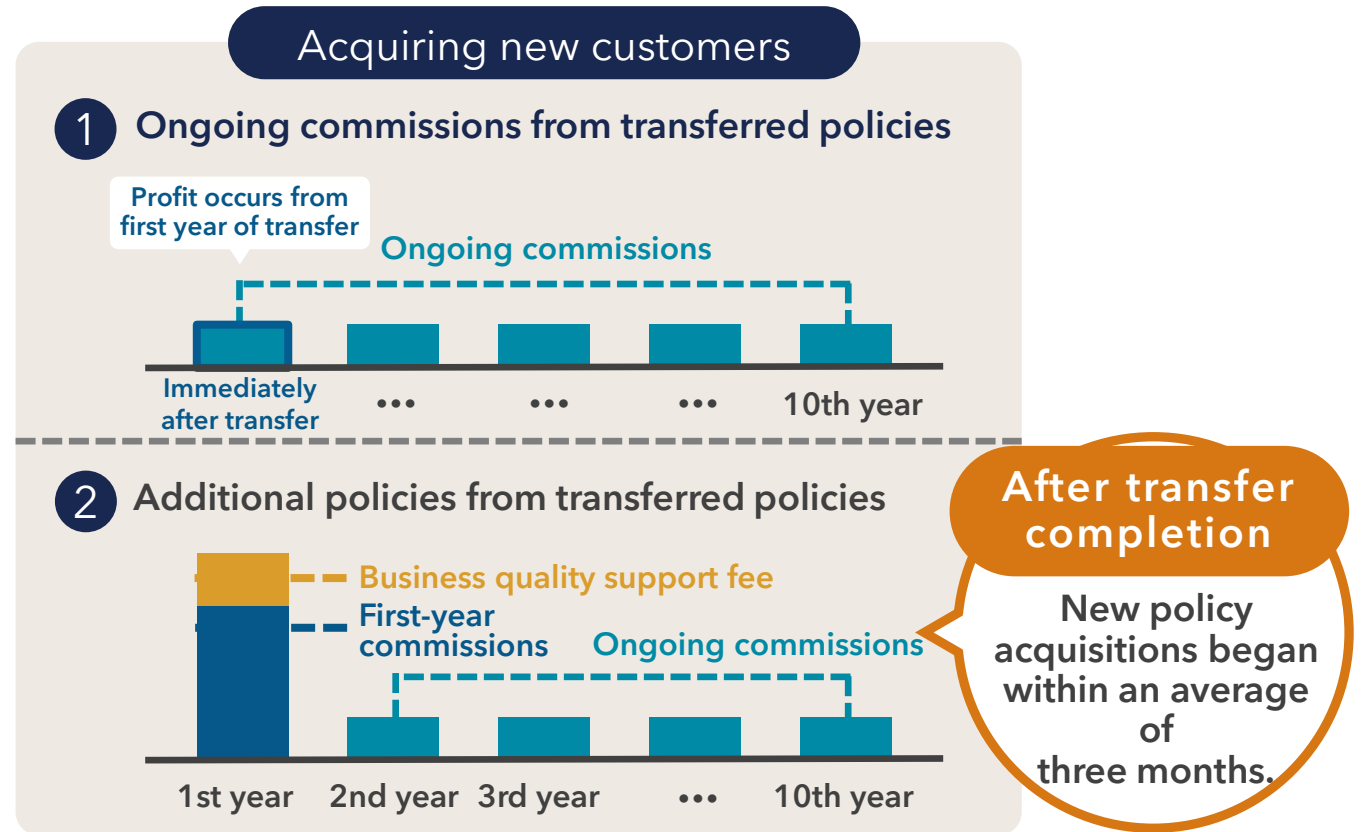 Acquiring new customers
1 Ongoing commissions from transferred policies
Profit occurs from
first year of transfer
Ongoing commissions
Immediately
after transfer
•••
•••
•••
10th year
2 Additional policies from transferred policies
Business quality support fee
First-year
commissions
Ongoing commissions
1st year
2nd year
3rd year
•••
10th year
After transfer
completion
New policy
acquisitions began
within an average
of
three months.